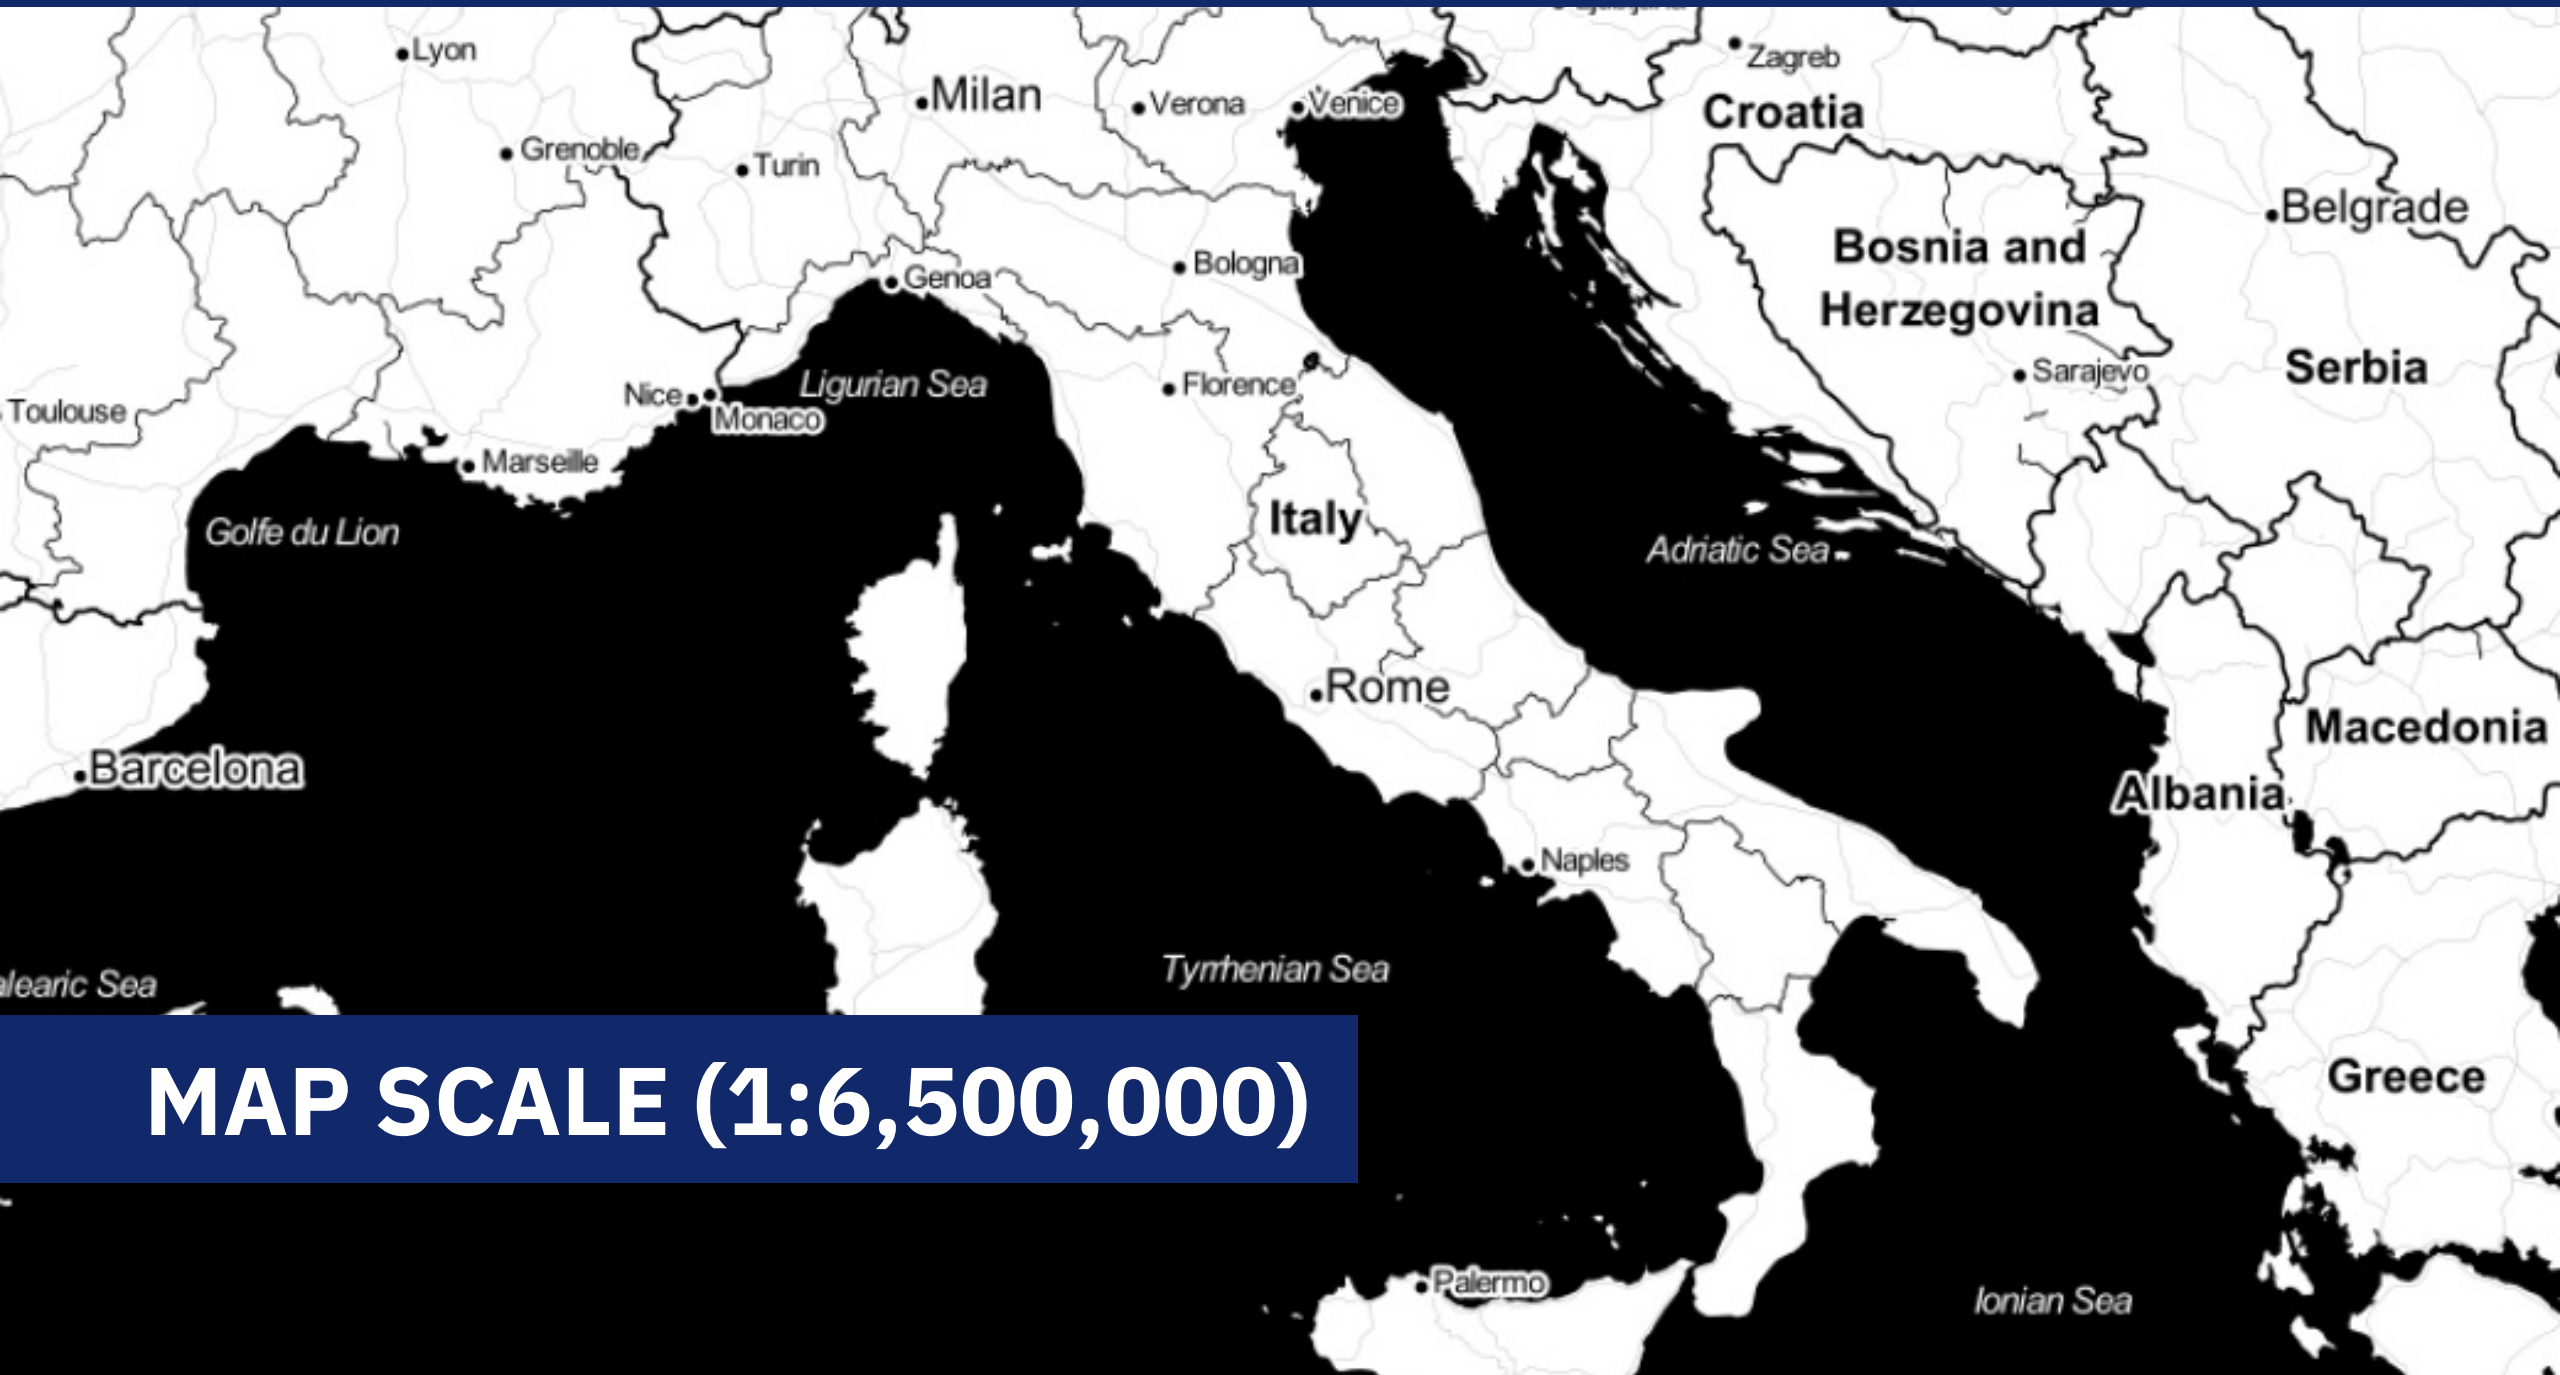 Lyon
Zagreb
Milan
Verona
Venice
Croatia
Grenoble
Turin
Belgrade
Bosnia and
Herzegovina
Bologna
Genoa
Sarajevo
Serbia
Ligurian Sea
Florence
Nice
Monaco
Toulouse
Marseille
Golfe du Lion
Italy
Adriatic Sea
Rome
Macedonia
Barcelona
Albania
Naples
Tyrrhenian Sea
alearic Sea
Greece
MAP SCALE (1:6,500,000)
Palermo
Ionian Sea